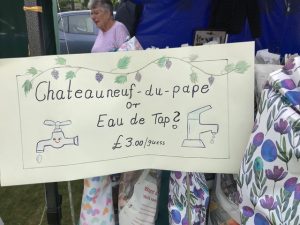 Chateauneuf-du-pape
or
Eau de Tap?
£3.00/guess